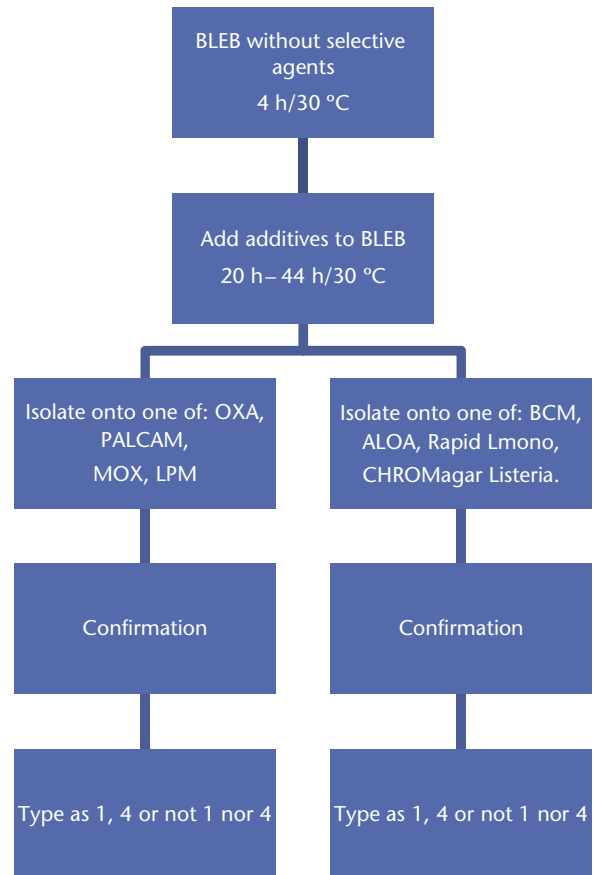 BLEB without selective
agents
4 h/30 ºC
Add additives to BLEB
20 h– 44 h/30 ºC
Isolate onto one of: OXA,
PALCAM,
MOX, LPM
Isolate onto one of: BCM,
ALOA, Rapid Lmono,
CHROMagar Listeria.
Confirmation
Confirmation
Type as 1, 4 or not 1 nor 4
Type as 1, 4 or not 1 nor 4